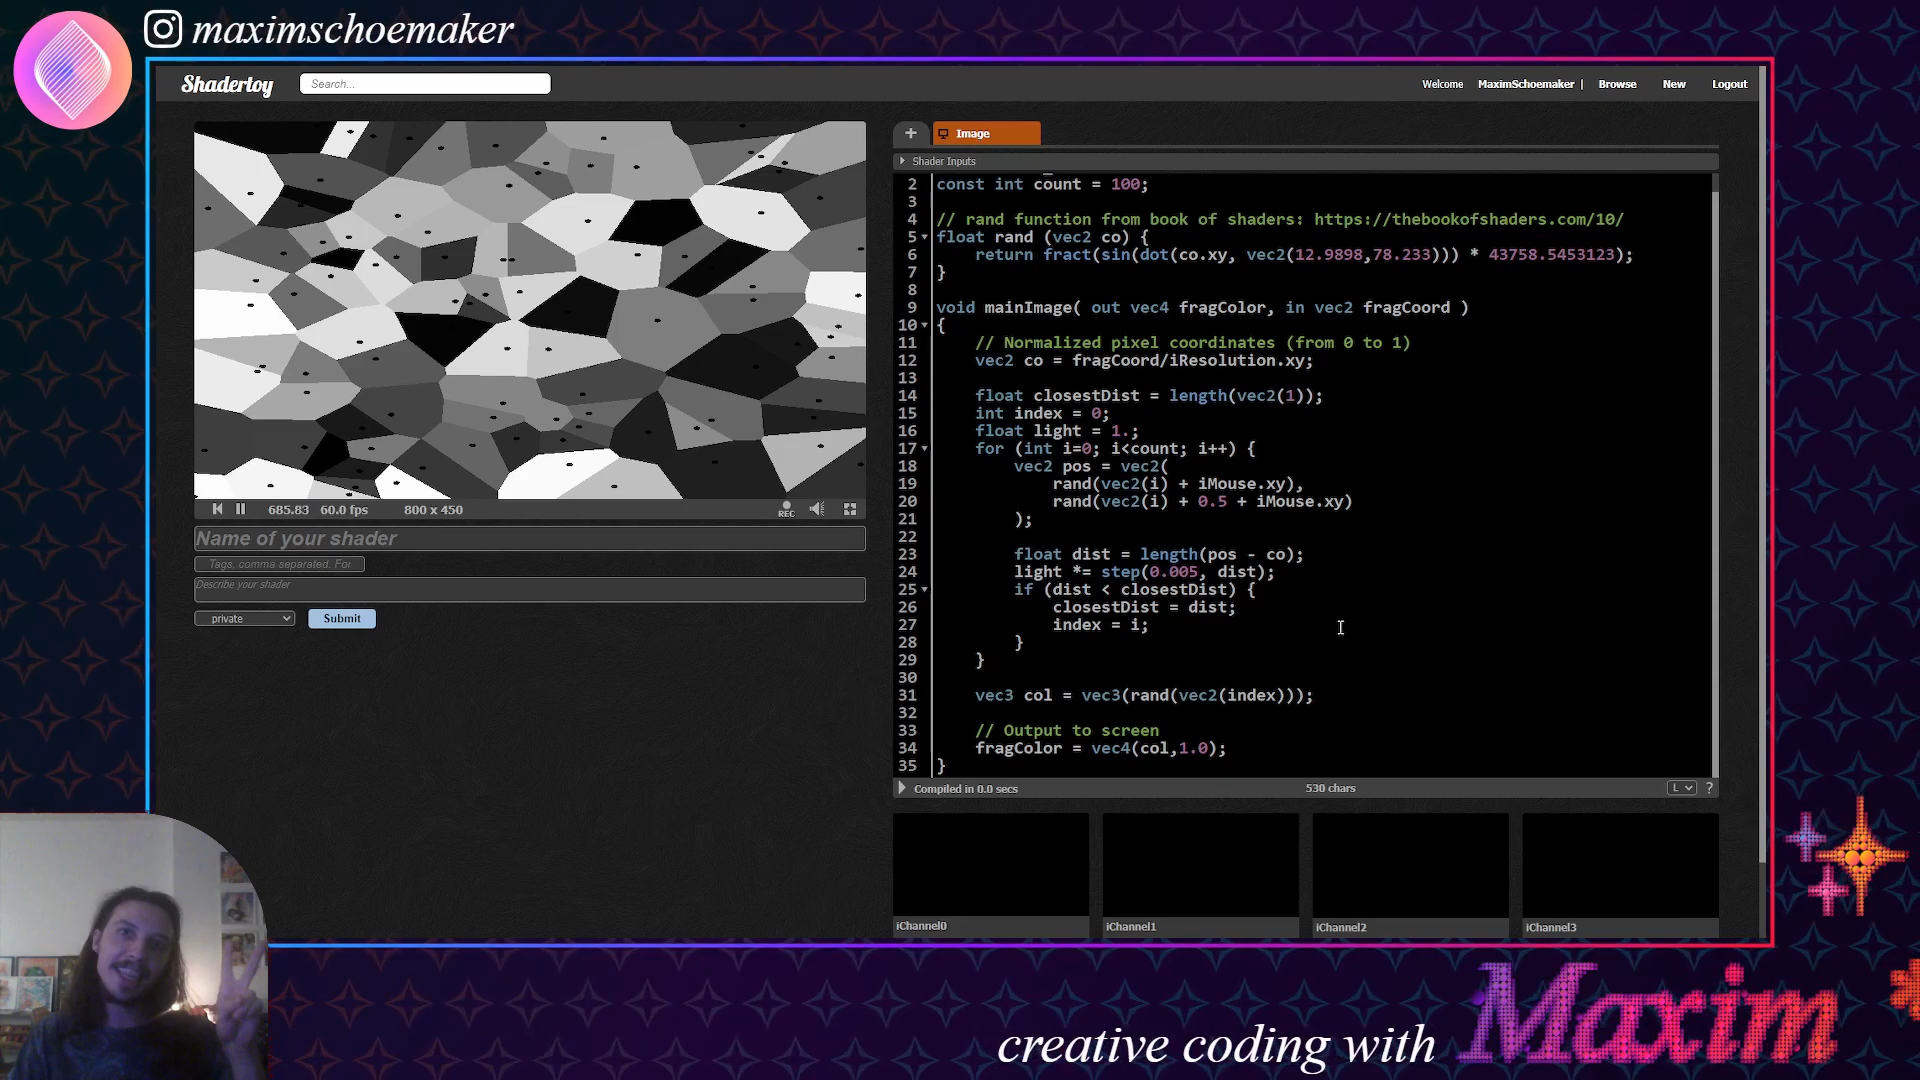 maximschoemaker
Shadertoy
Search...
Welcome MaximSchoemaker | Browse New Logout
+ Image
Shader Inputs
2 const int count = 100;
3
4 // rand function from book of shaders: https://thebookofshaders.com/10/
5 float rand (vec2 co) {
6 return fract(sin(dot(co.xy, vec2(12.9898,78.233))) * 43758.5453123);
7 }
8
9 void mainImage( out vec4 fragColor, in vec2 fragCoord )
10 {
11 // Normalized pixel coordinates (from 0 to 1)
12 vec2 co = fragCoord/iResolution.xy;
13
14 float closestDist = length(vec2(1));
15 int index = 0;
16 float light = 1.;
17 for (int i=0; i<count; i++) {
18 vec2 pos = vec2(
19 rand(vec2(i) + iMouse.xy),
20 rand(vec2(i) + 0.5 + iMouse.xy)
21 );
22
23 float dist = length(pos - co);
24 light *= step(0.005, dist);
25 if (dist < closestDist) {
26 closestDist = dist;
27 index = i;
28 }
29 }
30
31 vec3 col = vec3(rand(vec2(index)));
32
33 // Output to screen
34 fragColor = vec4(col,1.0);
35 }
685.83 60.0 fps 800 x 450 REC
Name of your shader
Tags, comma separated. For
Describe your shader
private Submit
Compiled in 0.0 secs 530 chars L ?
iChannel0 iChannel1 iChannel2 iChannel3
creative coding with Maxim